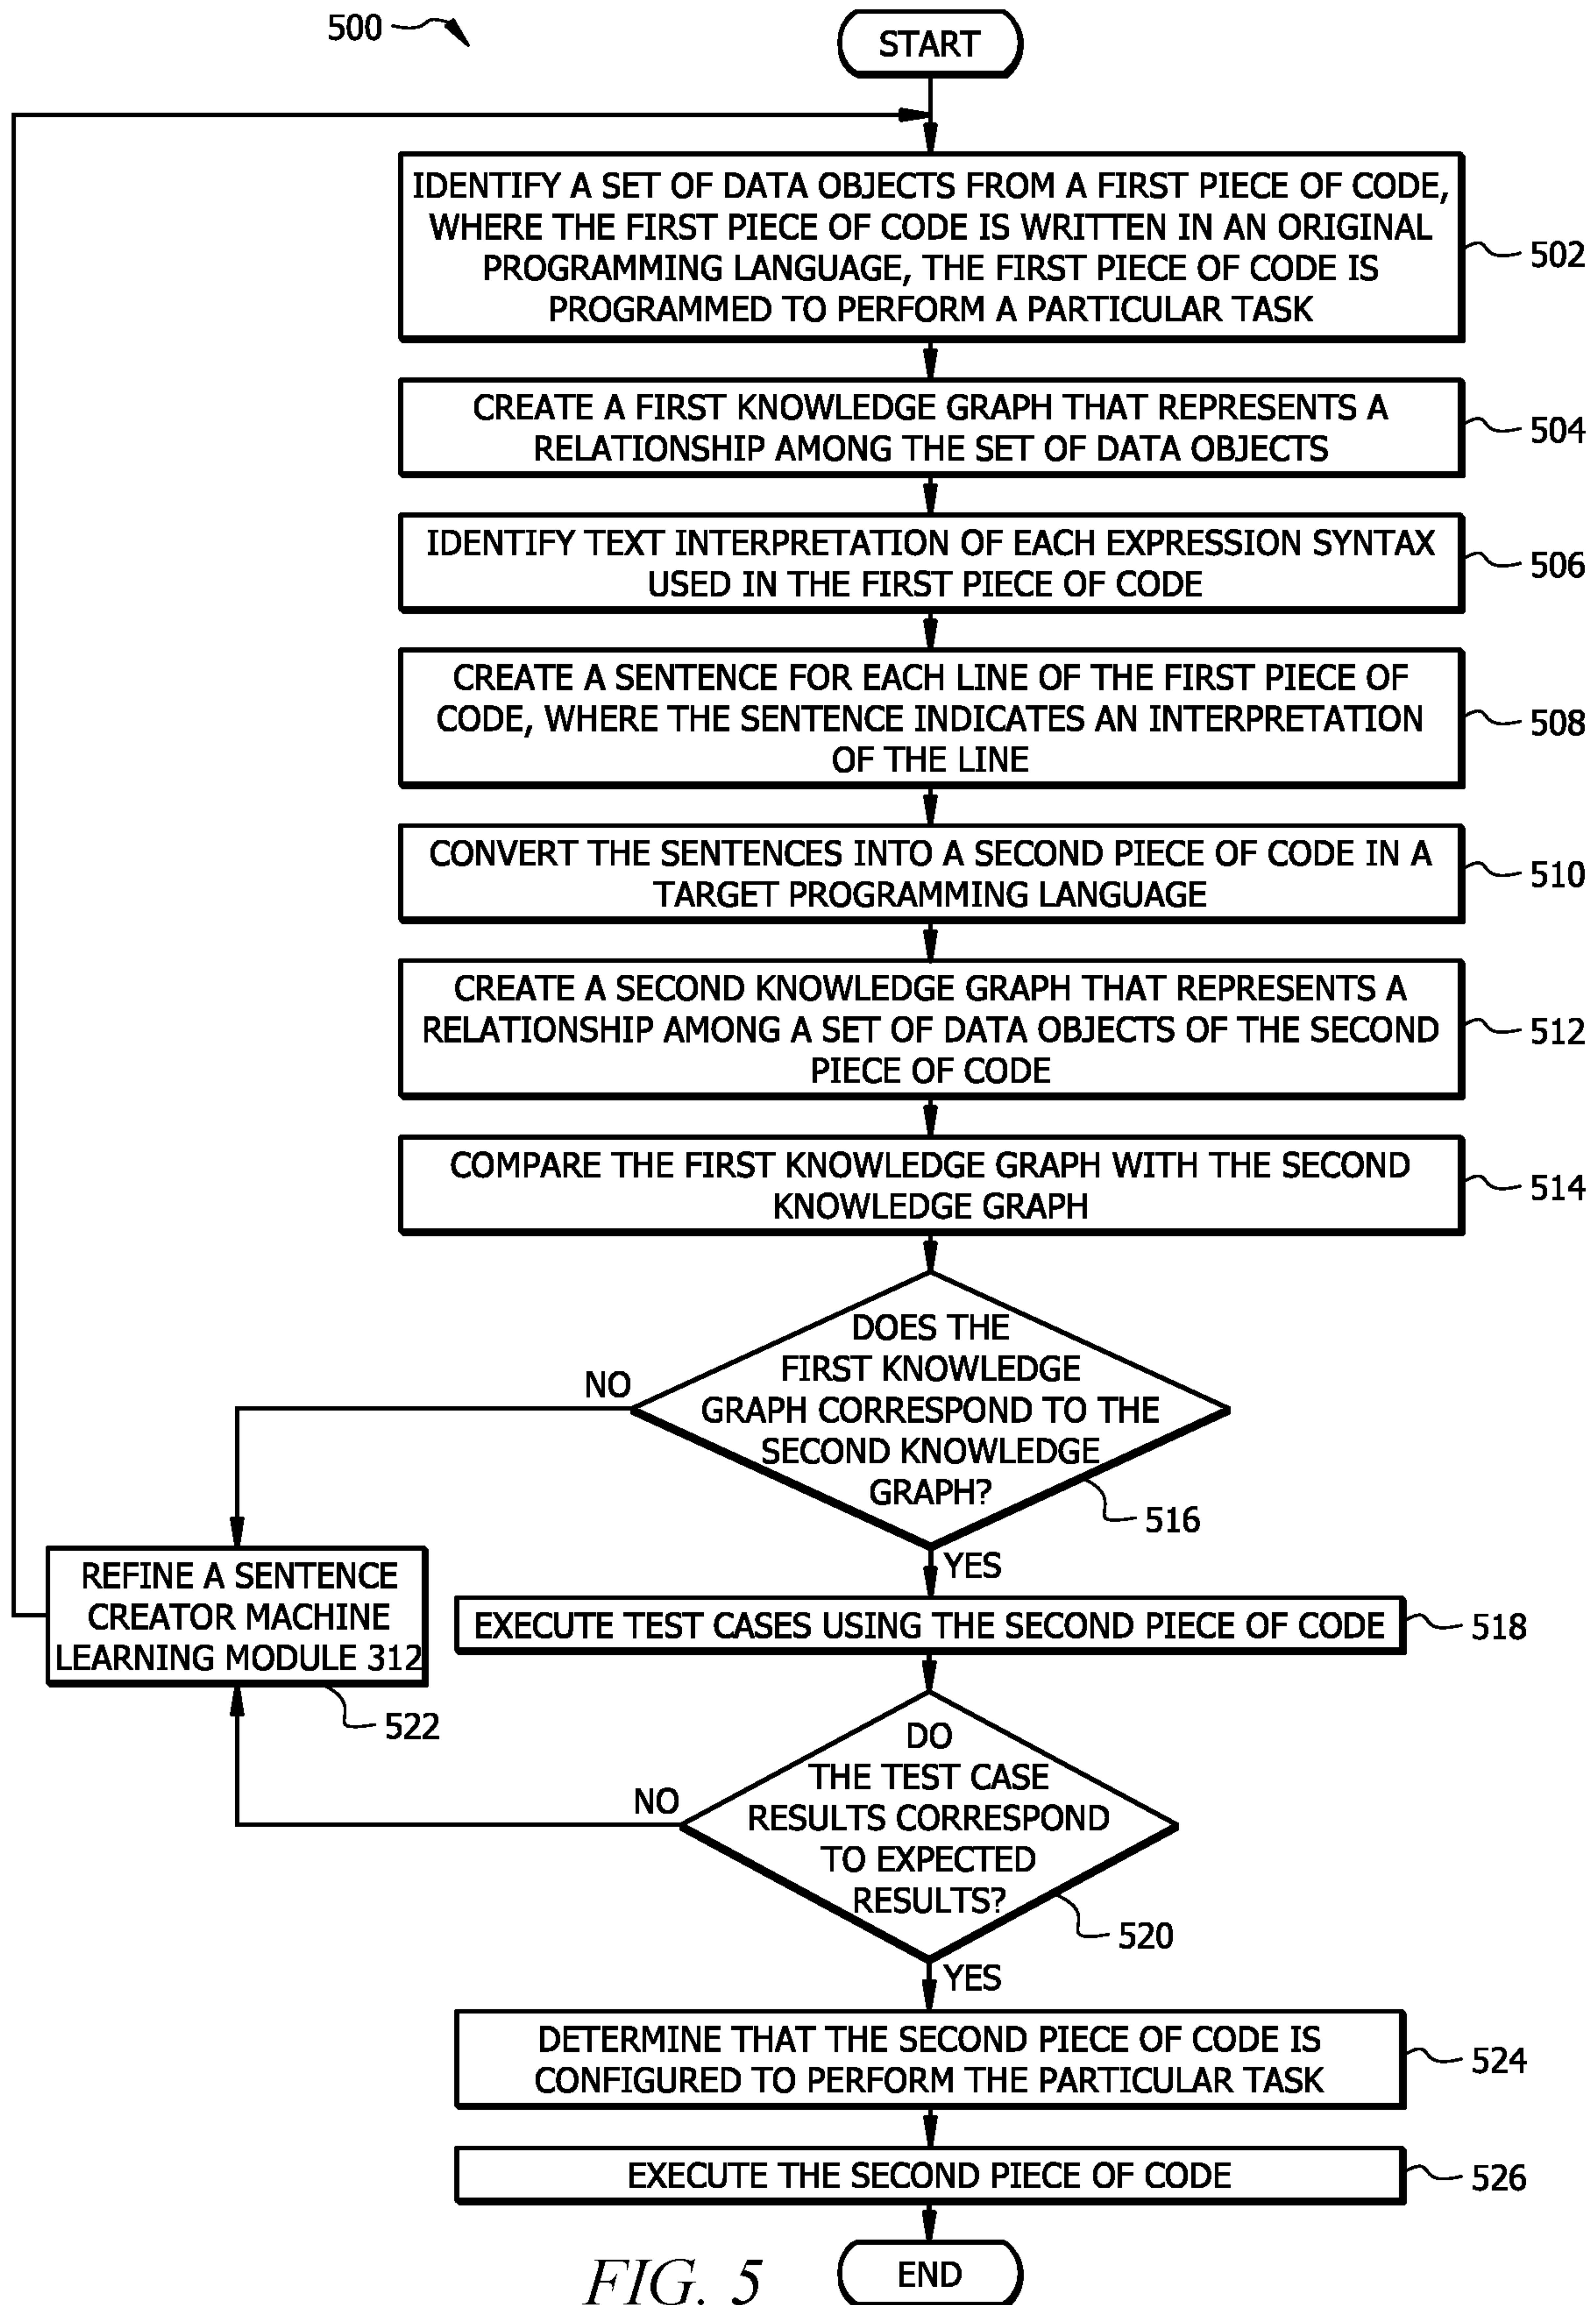 500
START
IDENTIFY A SET OF DATA OBJECTS FROM A FIRST PIECE OF CODE,
WHERE THE FIRST PIECE OF CODE IS WRITTEN IN AN ORIGINAL
PROGRAMMING LANGUAGE, THE FIRST PIECE OF CODE IS
PROGRAMMED TO PERFORM A PARTICULAR TASK
502
CREATE A FIRST KNOWLEDGE GRAPH THAT REPRESENTS A
RELATIONSHIP AMONG THE SET OF DATA OBJECTS
504
IDENTIFY TEXT INTERPRETATION OF EACH EXPRESSION SYNTAX
USED IN THE FIRST PIECE OF CODE
506
CREATE A SENTENCE FOR EACH LINE OF THE FIRST PIECE OF
CODE, WHERE THE SENTENCE INDICATES AN INTERPRETATION
OF THE LINE
508
CONVERT THE SENTENCES INTO A SECOND PIECE OF CODE IN A
TARGET PROGRAMMING LANGUAGE
510
CREATE A SECOND KNOWLEDGE GRAPH THAT REPRESENTS A
RELATIONSHIP AMONG A SET OF DATA OBJECTS OF THE SECOND
PIECE OF CODE
512
COMPARE THE FIRST KNOWLEDGE GRAPH WITH THE SECOND
KNOWLEDGE GRAPH
514
DOES THE
FIRST KNOWLEDGE
GRAPH CORRESPOND TO THE
SECOND KNOWLEDGE
GRAPH?
516
NO
YES
REFINE A SENTENCE
CREATOR MACHINE
LEARNING MODULE 312
522
EXECUTE TEST CASES USING THE SECOND PIECE OF CODE
518
DO
THE TEST CASE
RESULTS CORRESPOND
TO EXPECTED
RESULTS?
520
NO
YES
DETERMINE THAT THE SECOND PIECE OF CODE IS
CONFIGURED TO PERFORM THE PARTICULAR TASK
524
EXECUTE THE SECOND PIECE OF CODE
526
END
FIG. 5